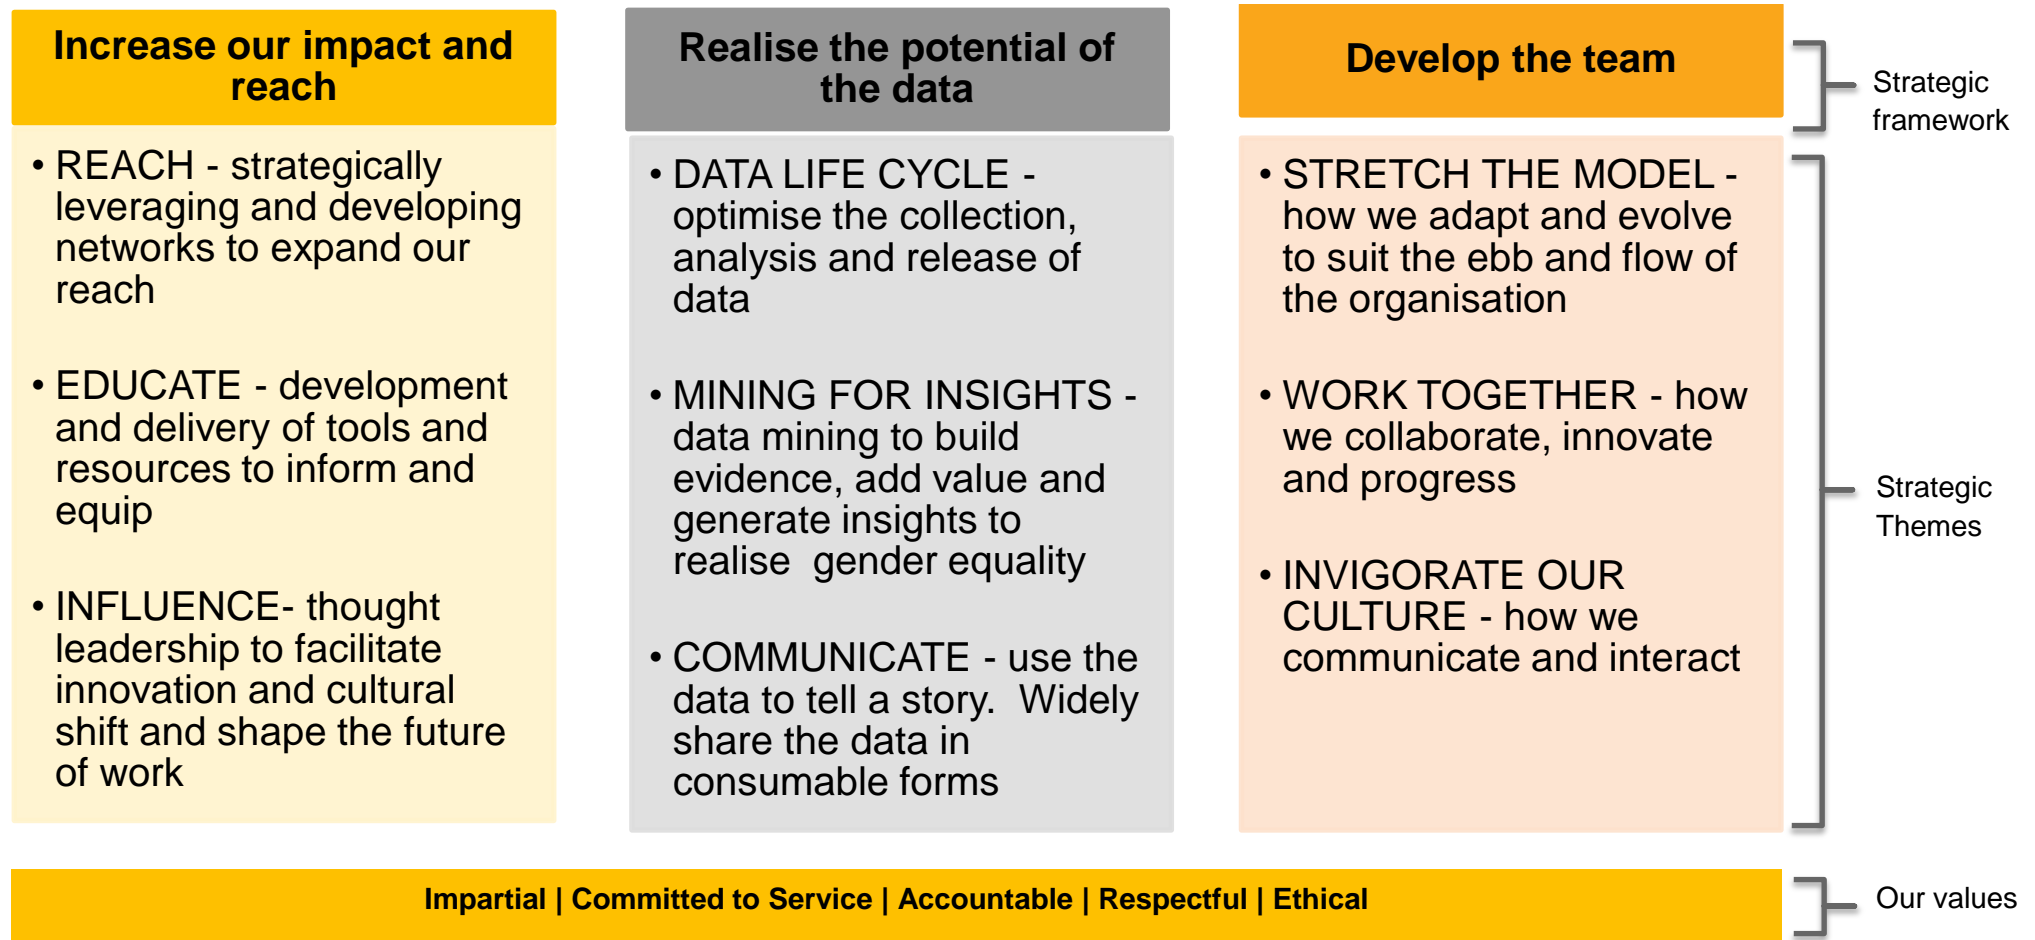 Increase our impact and
reach
• REACH - strategically
leveraging and developing
networks to expand our
reach
• EDUCATE - development
and delivery of tools and
resources to inform and
equip
• INFLUENCE- thought
leadership to facilitate
innovation and cultural
shift and shape the future
of work
Realise the potential of
the data
• DATA LIFE CYCLE -
optimise the collection,
analysis and release of
data
• MINING FOR INSIGHTS -
data mining to build
evidence, add value and
generate insights to
realise  gender equality
• COMMUNICATE - use the
data to tell a story.  Widely
share the data in
consumable forms
Develop the team
• STRETCH THE MODEL -
how we adapt and evolve
to suit the ebb and flow of
the organisation
• WORK TOGETHER - how
we collaborate, innovate
and progress
• INVIGORATE OUR
CULTURE - how we
communicate and interact
Strategic
framework
Strategic
Themes
Impartial | Committed to Service | Accountable | Respectful | Ethical
Our values